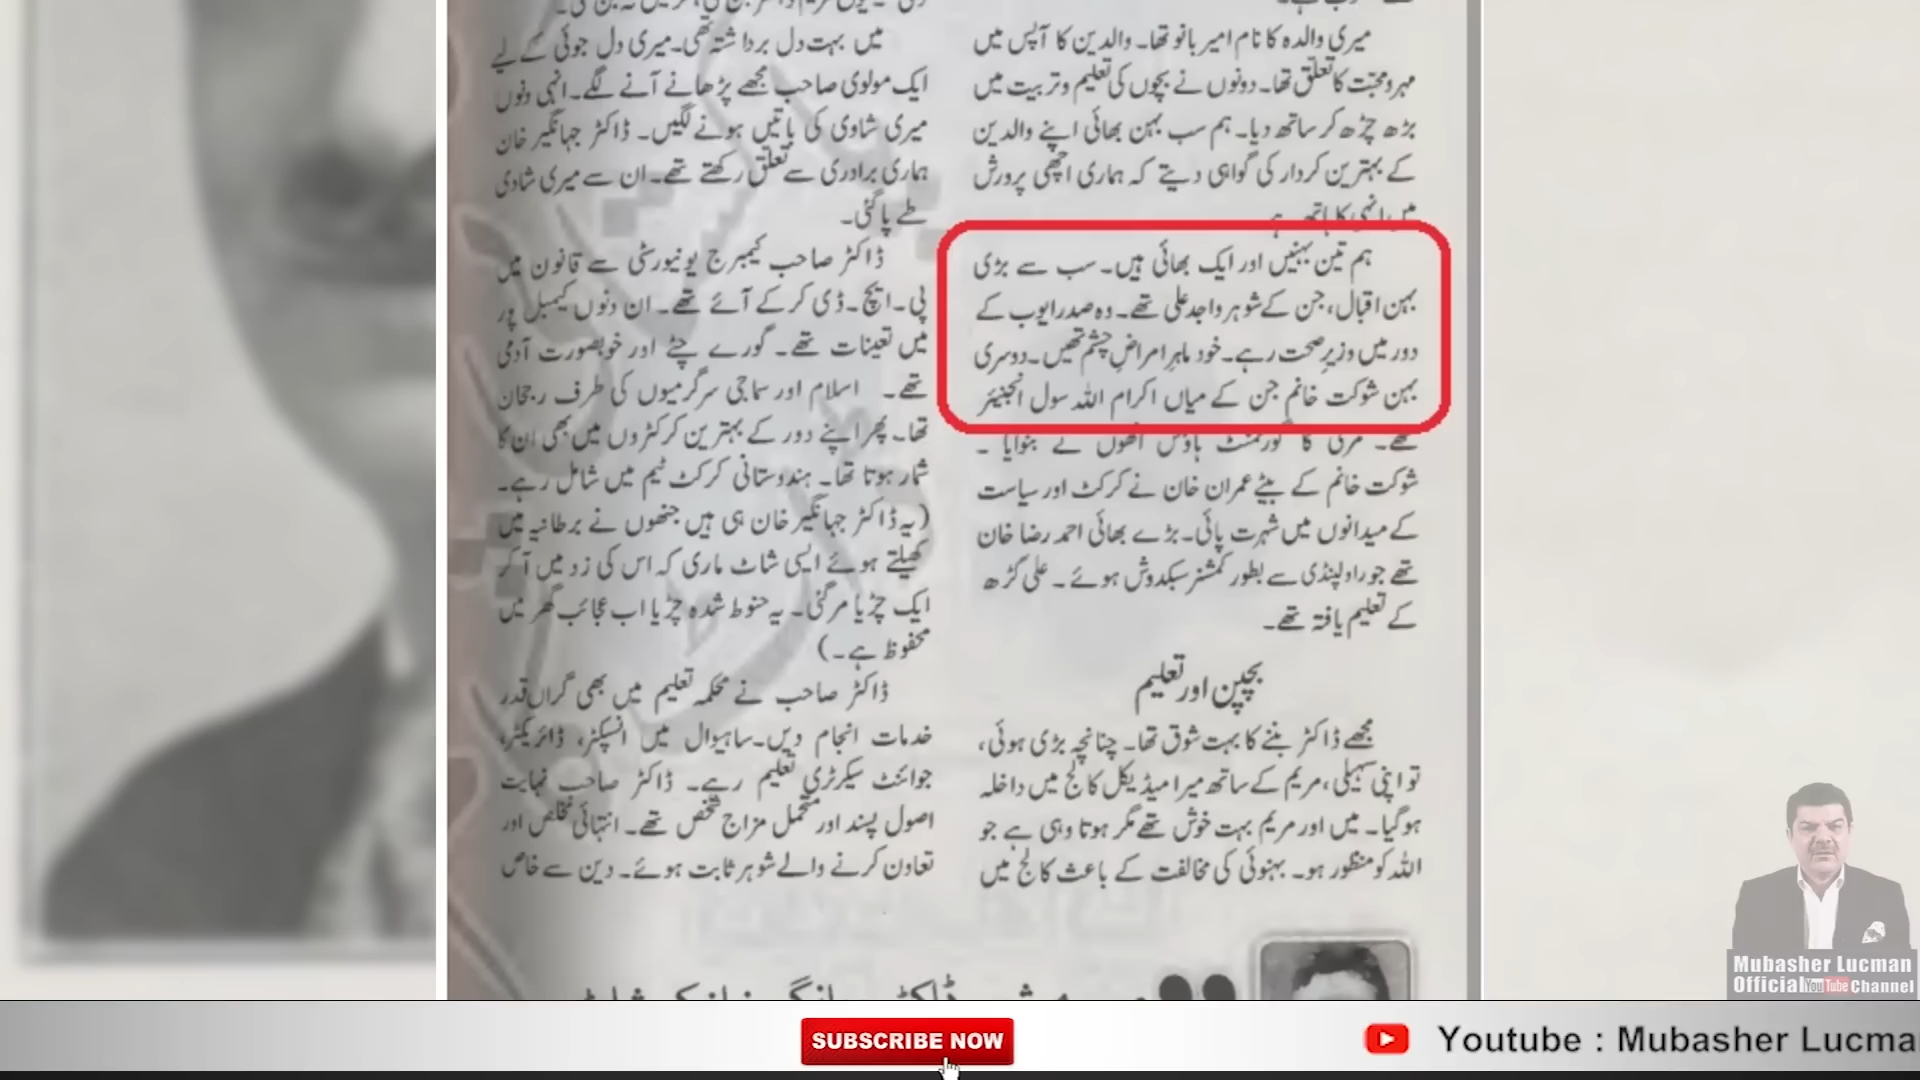 میری والدہ کا نام امیر بانو تھا۔ والدین کا آپس میں
مہر ومحبّت کا تعلق تھا۔ دونوں نے بچوں کی تعلیم و تربیت میں
بڑھ چڑھ کر ساتھ دیا۔ ہم سب بہن بھائی اپنے والدین
کے بہترین کردار کی گواہی دیتے کہ ہماری اچھی پرورش
ہم تین بہنیں اور ایک بھائی ہیں۔ سب سے بڑی
بہن اقبال، جن کے شوہر واجد علی تھے۔ وہ صدر ایوب کے
دور میں وزیرِ صحت رہے۔ خود ماہرِ امراضِ چشم تھیں۔ دوسری
بہن شوکت خانم جن کے میاں اکرام اللہ سول انجنیئر
تھے۔ مری کا گورنمنٹ ہاؤس انھوں نے بنوایا۔
شوکت خانم کے بیٹے عمران خان نے کرکٹ اور سیاست
کے میدانوں میں شہرت پائی۔ بڑے بھائی احمد رضا خان
تھے جو راولپنڈی سے بطور کمشنر سبکدوش ہوئے۔ علی گڑھ
کے تعلیم یافتہ تھے۔
بچپن اور تعلیم
مجھے ڈاکٹر بننے کا بہت شوق تھا۔ چنانچہ بڑی ہوئی،
تو اپنی سہیلی، مریم کے ساتھ میرا میڈیکل کالج میں داخلہ
ہو گیا۔ میں اور مریم بہت خوش تھے مگر ہوتا وہی ہے جو
اللہ کو منظور ہو۔ بہنوئی کی مخالفت کے باعث کالج میں
میں بہت دل برداشتہ تھی۔ میری دل جوئی کے لیے
ایک مولوی صاحب مجھے پڑھانے آنے لگے۔ انہی دنوں
میری شادی کی باتیں ہونے لگیں۔ ڈاکٹر جہانگیر خان
ہماری برادری سے تعلق رکھتے تھے۔ ان سے میری شادی
طے پا گئی۔
ڈاکٹر صاحب کیمبرج یونیورسٹی سے قانون میں
پی۔ ایچ۔ ڈی کر کے آئے تھے۔ ان دنوں کیمبل پور
میں تعینات تھے۔ گورے چٹے اور خوبصورت آدمی
تھے۔ اسلام اور سماجی سرگرمیوں کی طرف رجحان
تھا۔ پھر اپنے دور کے بہترین کرکٹروں میں بھی ان کا
شمار ہوتا تھا۔ ہندوستانی کرکٹ ٹیم میں شامل رہے۔
(یہ ڈاکٹر جہانگیر خان ہی ہیں جنھوں نے برطانیہ میں
کھیلتے ہوئے ایسی شاٹ ماری کہ اس کی زد میں آ کر
ایک چڑیا مر گئی۔ یہ حنوط شدہ چڑیا اب عجائب گھر میں
محفوظ ہے۔)
ڈاکٹر صاحب نے محکمہ تعلیم میں بھی گراں قدر
خدمات انجام دیں۔ ساہیوال میں انسپکٹر، ڈائریکٹر،
جوائنٹ سیکرٹری تعلیم رہے۔ ڈاکٹر صاحب نہایت
اصول پسند اور متحمل مزاج شخص تھے۔ انتہائی مخلص اور
تعاون کرنے والے شوہر ثابت ہوئے۔ دین سے خاص
Mubasher Lucman
Official YouTube Channel
SUBSCRIBE NOW
Youtube : Mubasher Lucma